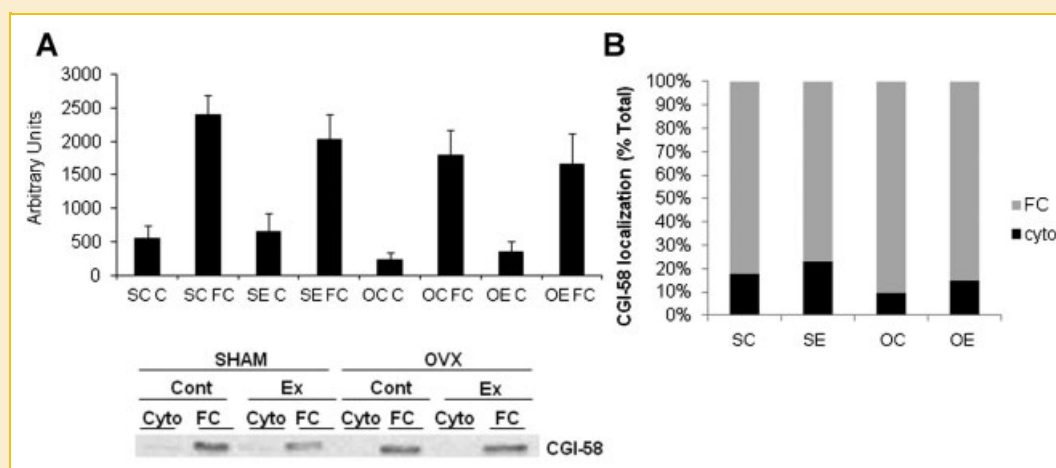 A
3000
2500
2000
1500
1000
500
0
Arbitrary Units
SC C SC FC SE C SE FC OC C OC FC OE C OE FC
SHAM OVX
Cont Ex Cont Ex
Cyto FC Cyto FC Cyto FC Cyto FC
CGI-58
B
100%
90%
80%
70%
60%
50%
40%
30%
20%
10%
0%
CGI-58 localization (% Total)
SC SE OC OE
FC
cyto